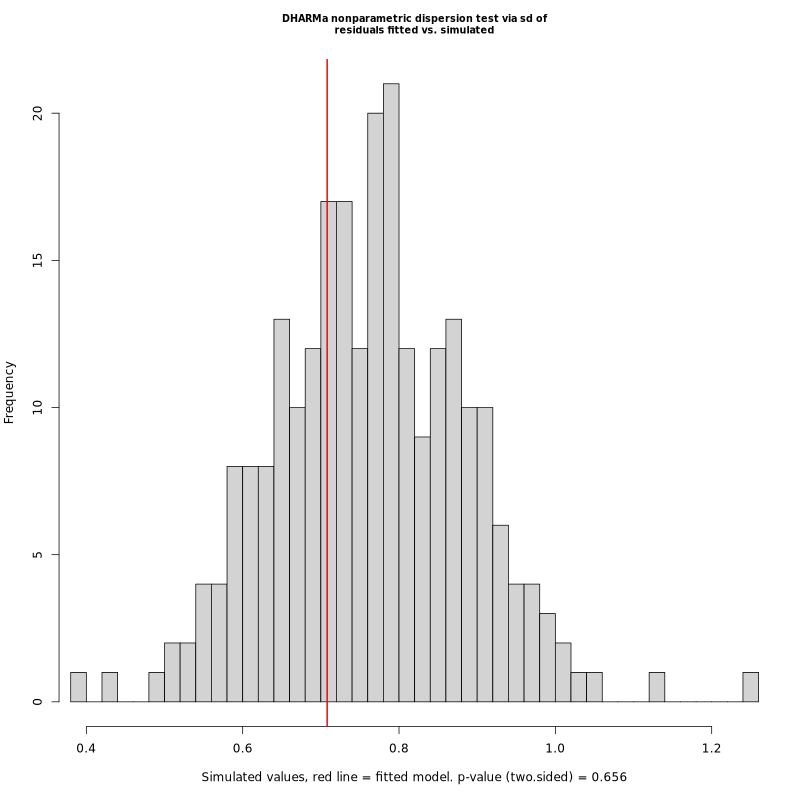 DHARMa nonparametric dispersion test via sd of
residuals fitted vs. simulated
20
15
10
5
0
Frequency
0.4 0.6 0.8 1.0 1.2
Simulated values, red line = fitted model. p-value (two.sided) = 0.656